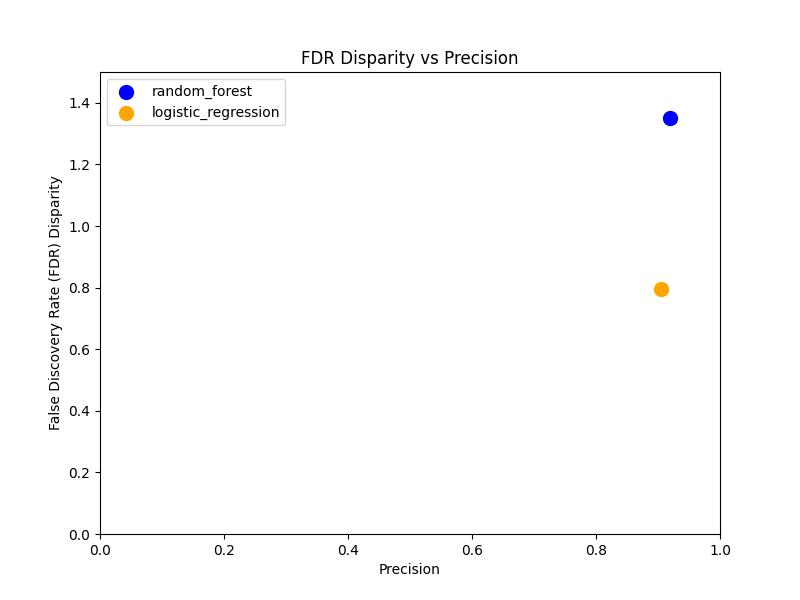 FDR Disparity vs Precision
random_forest
logistic_regression
False Discovery Rate (FDR) Disparity
1.4
1.2
1.0
0.8
0.6
0.4
0.2
0.0
0.0 0.2 0.4 0.6 0.8 1.0
Precision